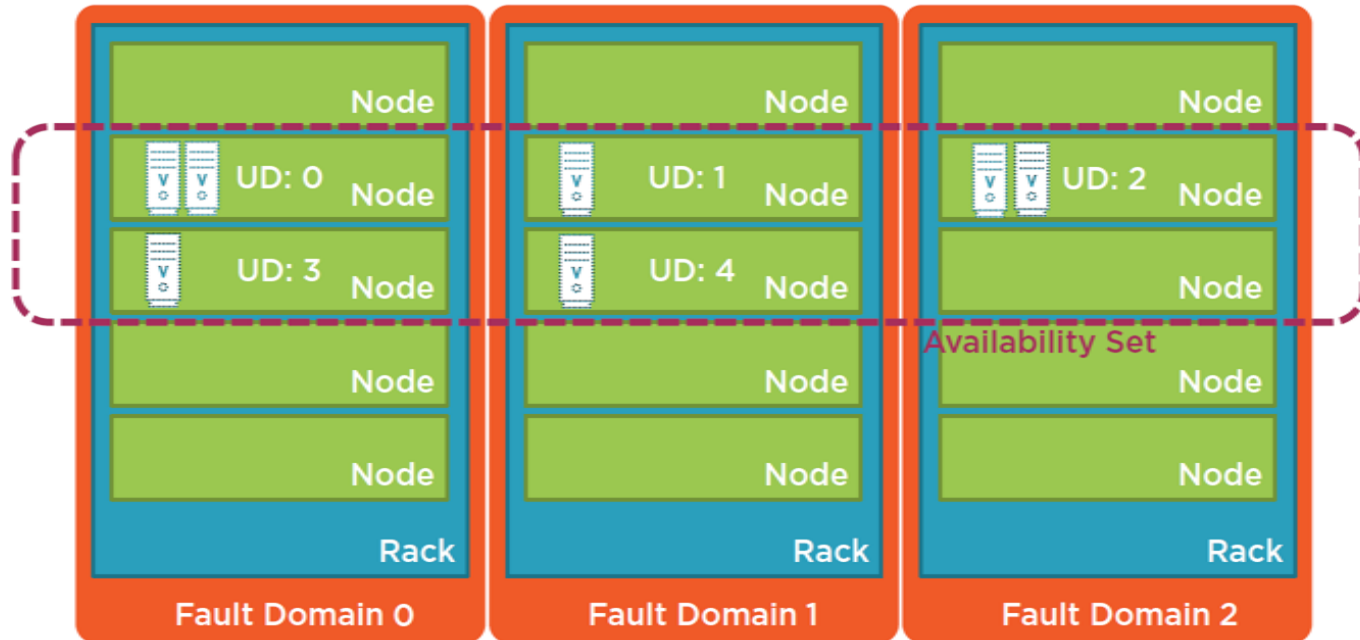 Node
Node
Node
UD: 0
Node
UD: 1
Node
UD: 2
Node
UD: 3
Node
UD: 4
Node
Node
Availability Set
Node
Node
Node
Node
Node
Node
Rack
Rack
Rack
Fault Domain 0
Fault Domain 1
Fault Domain 2